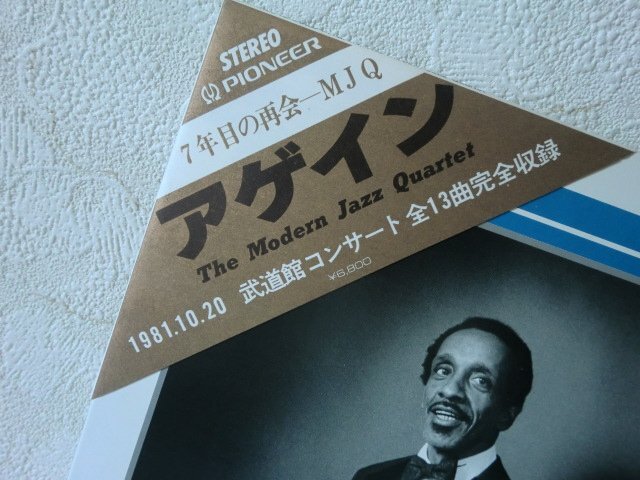 STEREO
PIONEER
7年目の再会—MJQ
アゲイン
The Modern Jazz Quartet
1981.10.20 武道館コンサート 全13曲完全収録
¥6,800